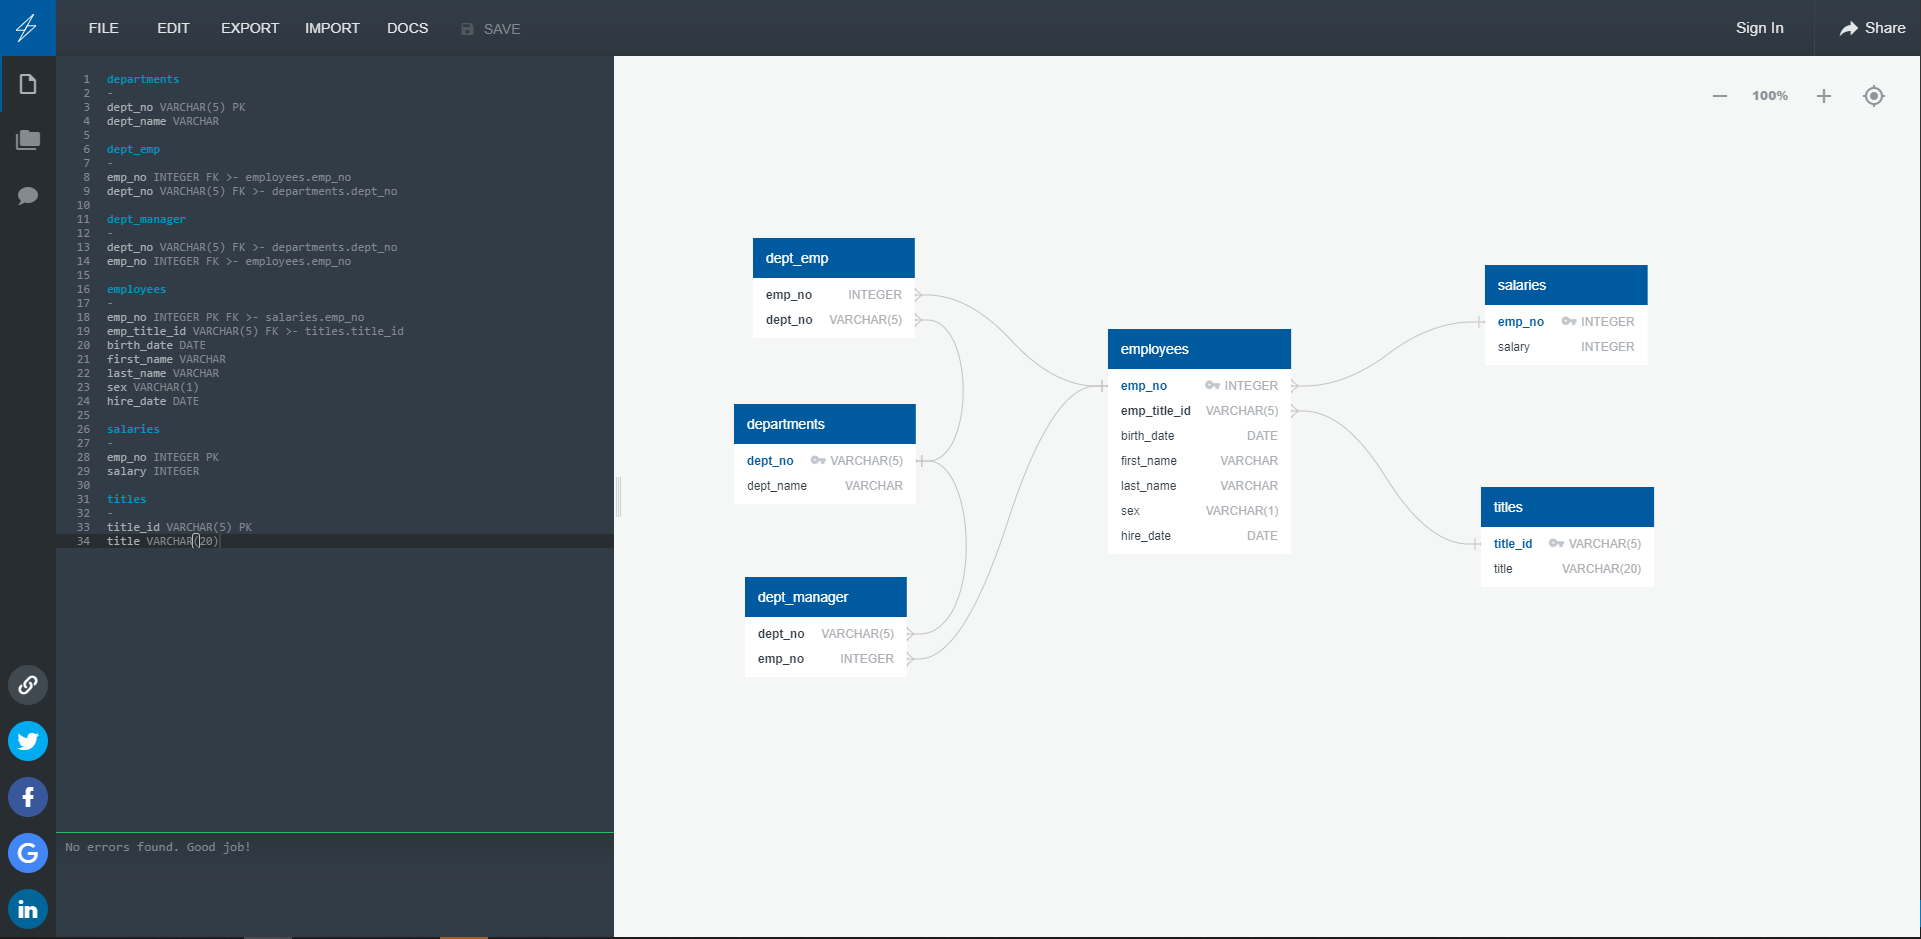 FILE EDIT EXPORT IMPORT DOCS SAVE Sign In Share
1 departments
2 -
3 dept_no VARCHAR(5) PK
4 dept_name VARCHAR
5
6 dept_emp
7 -
8 emp_no INTEGER FK >- employees.emp_no
9 dept_no VARCHAR(5) FK >- departments.dept_no
10
11 dept_manager
12 -
13 dept_no VARCHAR(5) FK >- departments.dept_no
14 emp_no INTEGER FK >- employees.emp_no
15
16 employees
17 -
18 emp_no INTEGER PK FK >- salaries.emp_no
19 emp_title_id VARCHAR(5) FK >- titles.title_id
20 birth_date DATE
21 first_name VARCHAR
22 last_name VARCHAR
23 sex VARCHAR(1)
24 hire_date DATE
25
26 salaries
27 -
28 emp_no INTEGER PK
29 salary INTEGER
30
31 titles
32 -
33 title_id VARCHAR(5) PK
34 title VARCHAR(20)
No errors found. Good job!
100%
dept_emp
emp_no INTEGER
dept_no VARCHAR(5)
departments
dept_no VARCHAR(5)
dept_name VARCHAR
dept_manager
dept_no VARCHAR(5)
emp_no INTEGER
employees
emp_no INTEGER
emp_title_id VARCHAR(5)
birth_date DATE
first_name VARCHAR
last_name VARCHAR
sex VARCHAR(1)
hire_date DATE
salaries
emp_no INTEGER
salary INTEGER
titles
title_id VARCHAR(5)
title VARCHAR(20)
f
G
in